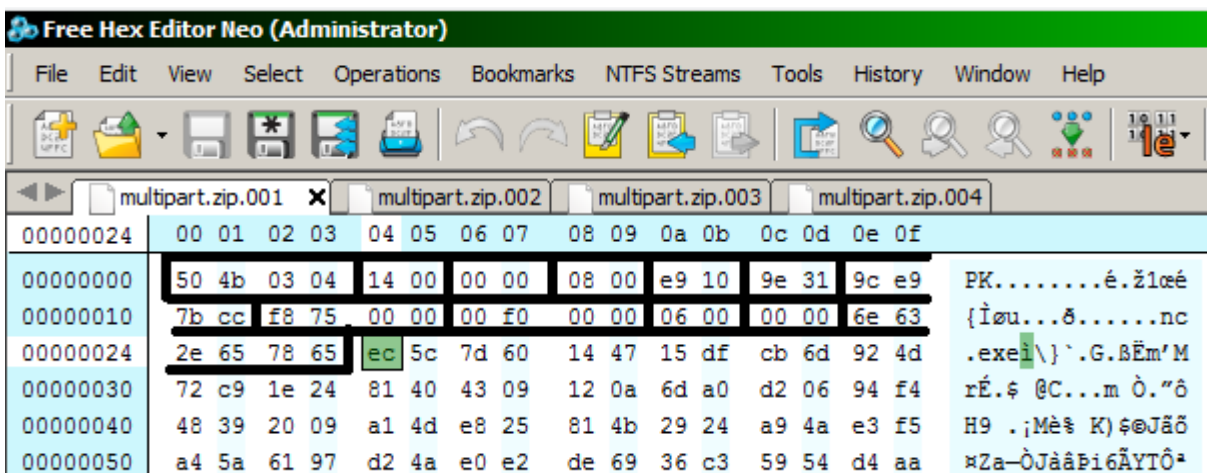 Free Hex Editor Neo (Administrator)
File Edit View Select Operations Bookmarks NTFS Streams Tools History Window Help
multipart.zip.001 x multipart.zip.002 multipart.zip.003 multipart.zip.004
00000024 00 01 02 03 04 05 06 07 08 09 0a 0b 0c 0d 0e 0f
00000000 50 4b 03 04 14 00 00 00 08 00 e9 10 9e 31 9c e9 PK........é.ž1œé
00000010 7b cc f8 75 00 00 00 f0 00 00 06 00 00 00 6e 63 {Ìøu...ð......nc
00000024 2e 65 78 65 ec 5c 7d 60 14 47 15 df cb 6d 92 4d .exeì\}`.G.ßËm’M
00000030 72 c9 1e 24 81 40 43 09 12 0a 6d a0 d2 06 94 f4 rÉ.$ @C...m Ò.”ô
00000040 48 39 20 09 a1 4d e8 25 81 4b 29 24 a9 4a e3 f5 H9 .¡Mè% K)$©Jãõ
00000050 a4 5a 61 97 d2 4a e0 e2 de 69 36 c3 59 54 d4 aa ¤Za—ÒJàâÞi6ÃYTÔª